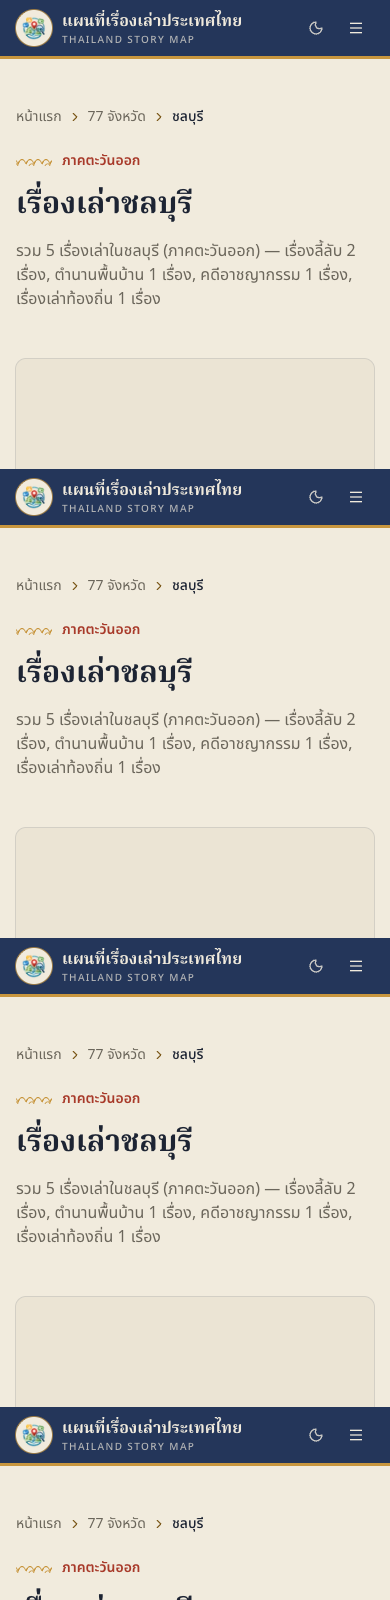 แผนที่เรื่องเล่าประเทศไทย
THAILAND STORY MAP
หน้าแรก > 77 จังหวัด > ชลบุรี
ภาคตะวันออก
เรื่องเล่าชลบุรี
รวม 5 เรื่องเล่าในชลบุรี (ภาคตะวันออก) — เรื่องลี้ลับ 2
เรื่อง, ตำนานพื้นบ้าน 1 เรื่อง, คดีอาชญากรรม 1 เรื่อง,
เรื่องเล่าท้องถิ่น 1 เรื่อง
แผนที่เรื่องเล่าประเทศไทย
THAILAND STORY MAP
หน้าแรก > 77 จังหวัด > ชลบุรี
ภาคตะวันออก
เรื่องเล่าชลบุรี
รวม 5 เรื่องเล่าในชลบุรี (ภาคตะวันออก) — เรื่องลี้ลับ 2
เรื่อง, ตำนานพื้นบ้าน 1 เรื่อง, คดีอาชญากรรม 1 เรื่อง,
เรื่องเล่าท้องถิ่น 1 เรื่อง
แผนที่เรื่องเล่าประเทศไทย
THAILAND STORY MAP
หน้าแรก > 77 จังหวัด > ชลบุรี
ภาคตะวันออก
เรื่องเล่าชลบุรี
รวม 5 เรื่องเล่าในชลบุรี (ภาคตะวันออก) — เรื่องลี้ลับ 2
เรื่อง, ตำนานพื้นบ้าน 1 เรื่อง, คดีอาชญากรรม 1 เรื่อง,
เรื่องเล่าท้องถิ่น 1 เรื่อง
แผนที่เรื่องเล่าประเทศไทย
THAILAND STORY MAP
หน้าแรก > 77 จังหวัด > ชลบุรี
ภาคตะวันออก